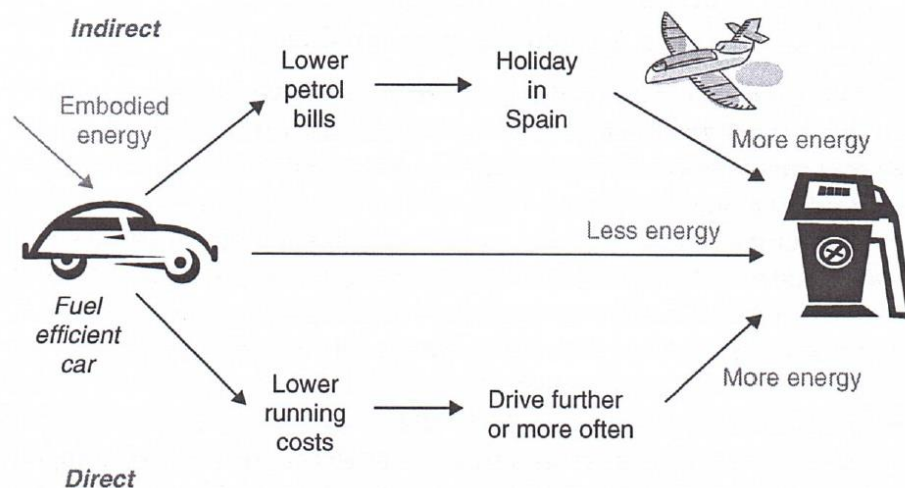 Indirect
Embodied
energy
Lower
petrol
bills
Holiday
in
Spain
More energy
Less energy
Fuel
efficient
car
Lower
running
costs
Drive further
or more often
More energy
Direct